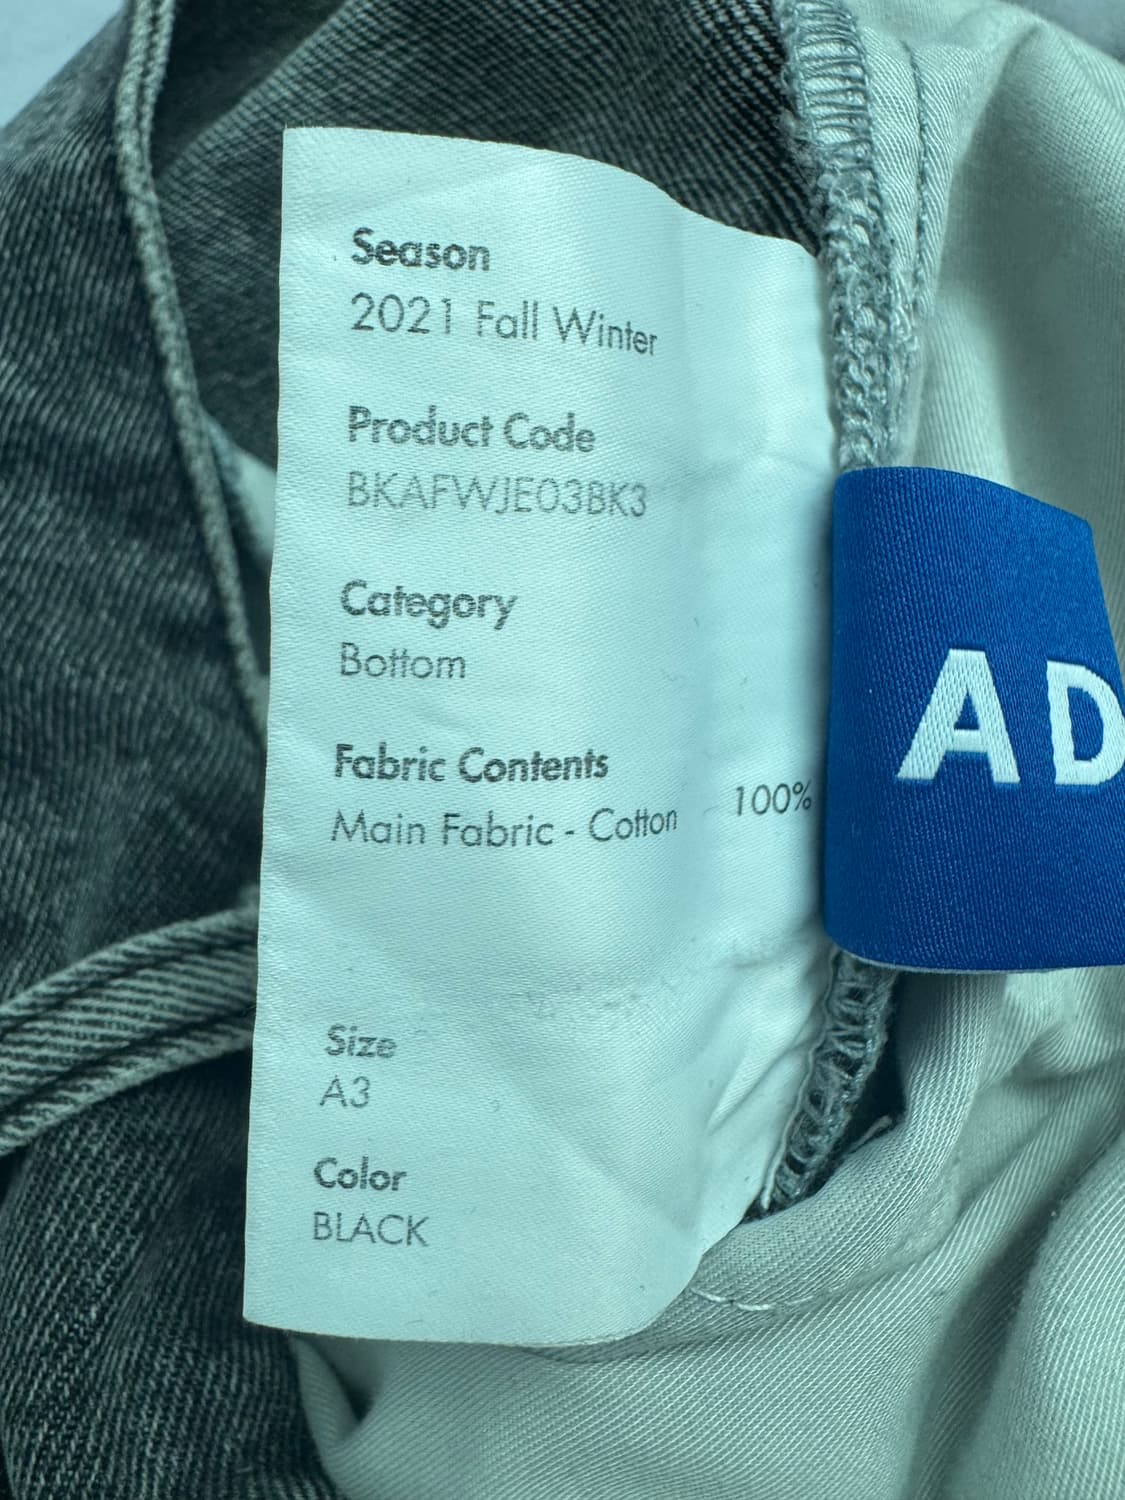 Season
2021 Fall Winter
Product Code
BKAFWJE03BK3
Category
Bottom
Fabric Contents
Main Fabric - Cotton 100%
Size
A3
Color
BLACK
AD